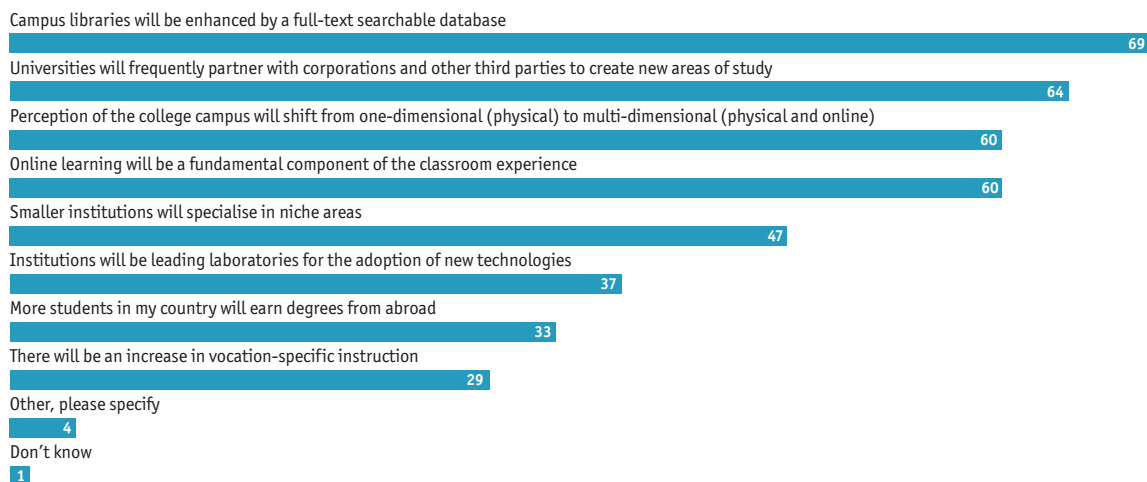 Campus libraries will be enhanced by a full-text searchable database
69
Universities will frequently partner with corporations and other third parties to create new areas of study
64
Perception of the college campus will shift from one-dimensional (physical) to multi-dimensional (physical and online)
60
Online learning will be a fundamental component of the classroom experience
60
Smaller institutions will specialise in niche areas
47
Institutions will be leading laboratories for the adoption of new technologies
37
More students in my country will earn degrees from abroad
33
There will be an increase in vocation-specific instruction
29
Other, please specify
4
Don't know
1